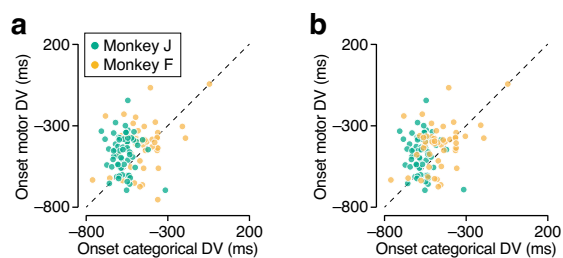 a
200
–300
–800
Onset motor DV (ms)
Monkey J
Monkey F
–800
–300
200
Onset categorical DV (ms)
b
200
–300
–800
Onset motor DV (ms)
–800
–300
200
Onset categorical DV (ms)